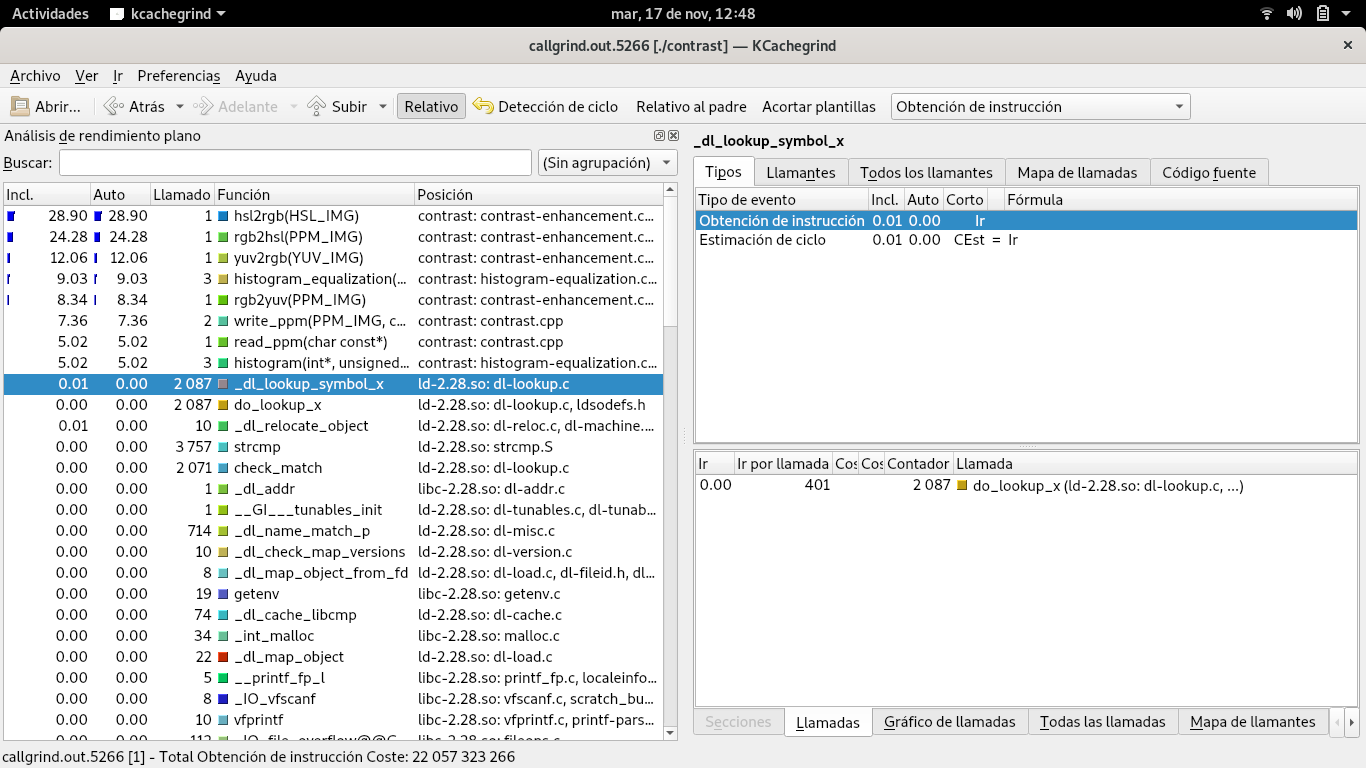 Actividades kcachegrind mar, 17 de nov, 12:48
callgrind.out.5266 [./contrast] — KCachegrind
Archivo Ver Ir Preferencias Ayuda
Abrir... Atrás Adelante Subir Relativo Detección de ciclo Relativo al padre Acortar plantillas Obtención de instrucción
Análisis de rendimiento plano
Buscar: (Sin agrupación)
Incl. Auto Llamado Función Posición
28.90 28.90 1 hsl2rgb(HSL_IMG) contrast: contrast-enhancement.c...
24.28 24.28 1 rgb2hsl(PPM_IMG) contrast: contrast-enhancement.c...
12.06 12.06 1 yuv2rgb(YUV_IMG) contrast: contrast-enhancement.c...
9.03 9.03 3 histogram_equalization(... contrast: histogram-equalization.c...
8.34 8.34 1 rgb2yuv(PPM_IMG) contrast: contrast-enhancement.c...
7.36 7.36 2 write_ppm(PPM_IMG, c... contrast: contrast.cpp
5.02 5.02 1 read_ppm(char const*) contrast: contrast.cpp
5.02 5.02 3 histogram(int*, unsigned... contrast: histogram-equalization.c...
0.01 0.00 2 087 _dl_lookup_symbol_x ld-2.28.so: dl-lookup.c
0.00 0.00 2 087 do_lookup_x ld-2.28.so: dl-lookup.c, ldsodefs.h
0.01 0.00 10 _dl_relocate_object ld-2.28.so: dl-reloc.c, dl-machine....
0.00 0.00 3 757 strcmp ld-2.28.so: strcmp.S
0.00 0.00 2 071 check_match ld-2.28.so: dl-lookup.c
0.00 0.00 1 _dl_addr libc-2.28.so: dl-addr.c
0.00 0.00 1 __GI___tunables_init ld-2.28.so: dl-tunables.c, dl-tunab...
0.00 0.00 714 _dl_name_match_p ld-2.28.so: dl-misc.c
0.00 0.00 10 _dl_check_map_versions ld-2.28.so: dl-version.c
0.00 0.00 8 _dl_map_object_from_fd ld-2.28.so: dl-load.c, dl-fileid.h, dl...
0.00 0.00 19 getenv libc-2.28.so: getenv.c
0.00 0.00 74 _dl_cache_libcmp ld-2.28.so: dl-cache.c
0.00 0.00 34 _int_malloc libc-2.28.so: malloc.c
0.00 0.00 22 _dl_map_object ld-2.28.so: dl-load.c
0.00 0.00 5 __printf_fp_l libc-2.28.so: printf_fp.c, localeinfo...
0.00 0.00 8 _IO_vfscanf libc-2.28.so: vfscanf.c, scratch_bu...
0.00 0.00 10 vfprintf libc-2.28.so: vfprintf.c, printf-pars...
_dl_lookup_symbol_x
Tipos Llamantes Todos los llamantes Mapa de llamadas Código fuente
Tipo de evento Incl. Auto Corto Fórmula
Obtención de instrucción 0.01 0.00 Ir
Estimación de ciclo 0.01 0.00 CEst = Ir
Ir Ir por llamada Cos Cos Contador Llamada
0.00 401 2 087 do_lookup_x (ld-2.28.so: dl-lookup.c, ...)
Secciones Llamadas Gráfico de llamadas Todas las llamadas Mapa de llamantes
callgrind.out.5266 [1] - Total Obtención de instrucción Coste: 22 057 323 266